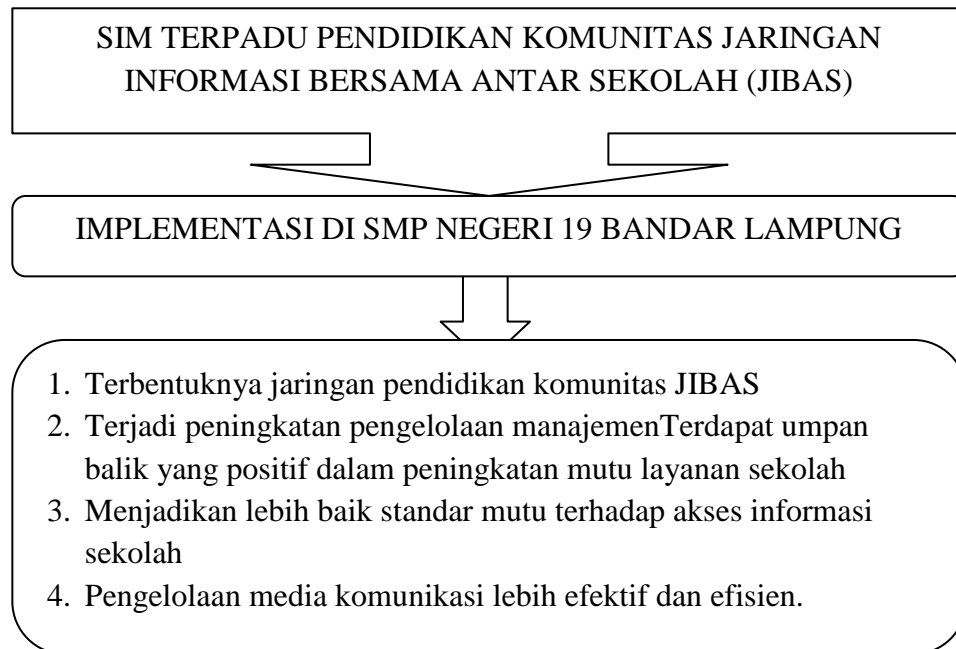 SIM TERPADU PENDIDIKAN KOMUNITAS JARINGAN
INFORMASI BERSAMA ANTAR SEKOLAH (JIBAS)
IMPLEMENTASI DI SMP NEGERI 19 BANDAR LAMPUNG
1. Terbentuknya jaringan pendidikan komunitas JIBAS
2. Terjadi peningkatan pengelolaan manajemenTerdapat umpan
balik yang positif dalam peningkatan mutu layanan sekolah
3. Menjadikan lebih baik standar mutu terhadap akses informasi
sekolah
4. Pengelolaan media komunikasi lebih efektif dan efisien.